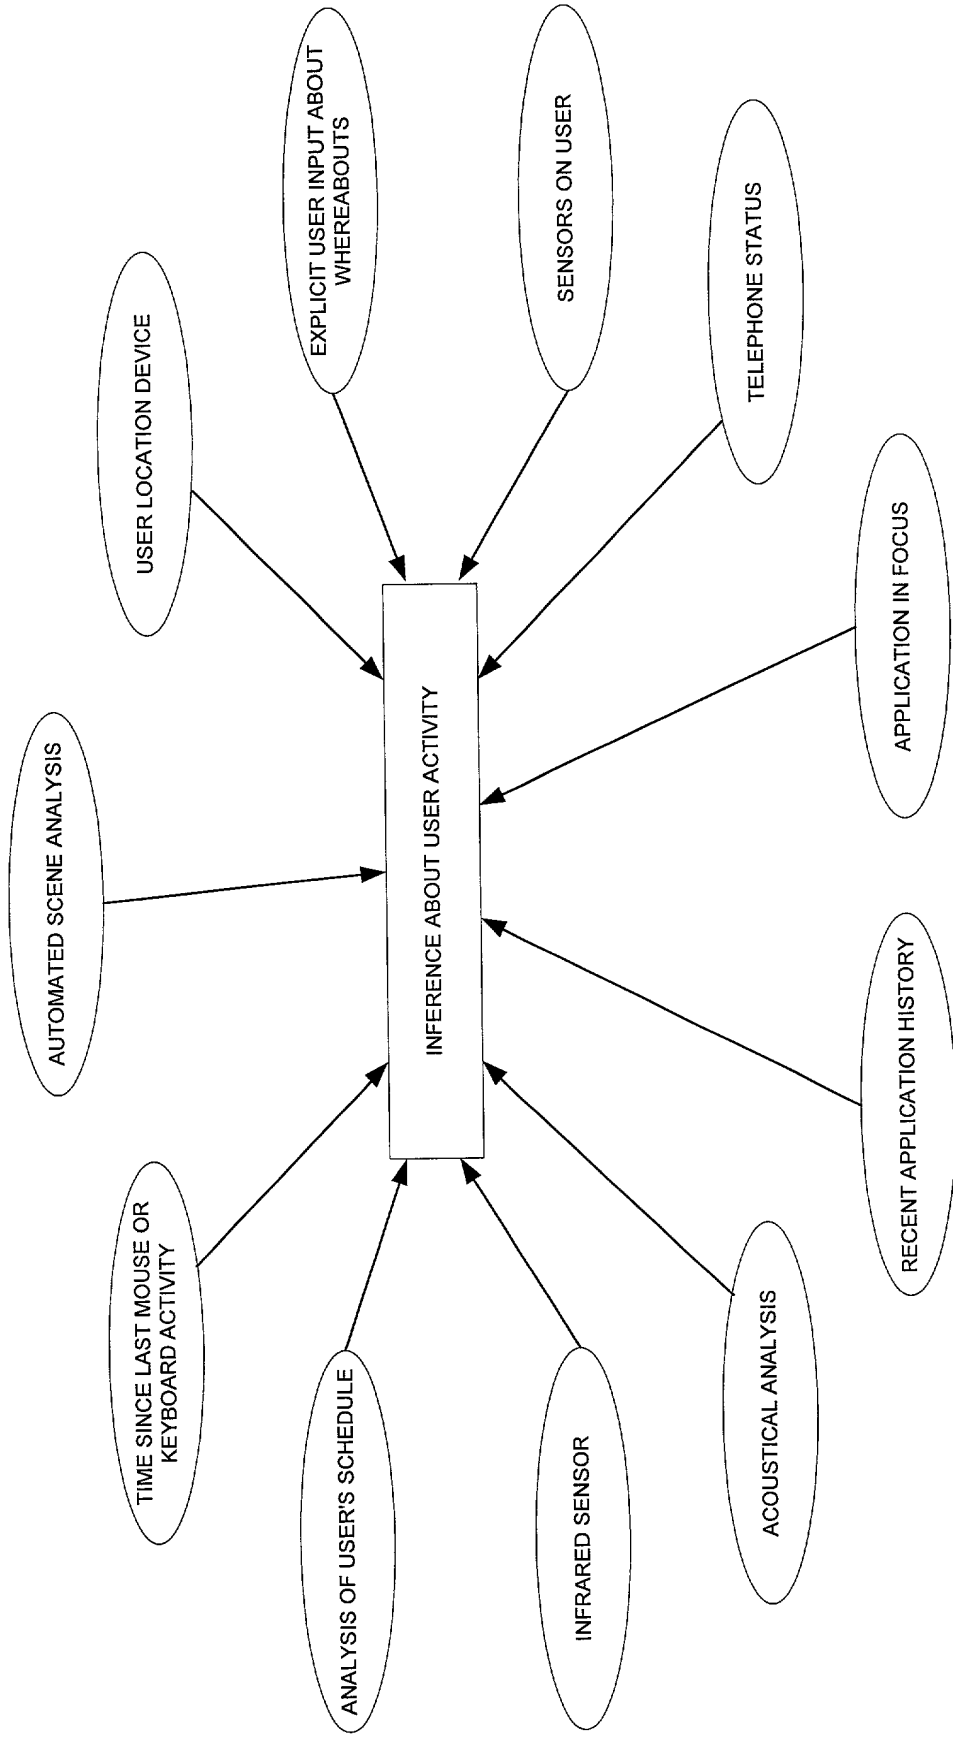 AUTOMATED SCENE ANALYSIS
TIME SINCE LAST MOUSE OR
KEYBOARD ACTIVITY
USER LOCATION DEVICE
ANALYSIS OF USER'S SCHEDULE
EXPLICIT USER INPUT ABOUT
WHEREABOUTS
INFERENCE ABOUT USER ACTIVITY
INFRARED SENSOR
SENSORS ON USER
ACOUSTICAL ANALYSIS
TELEPHONE STATUS
RECENT APPLICATION HISTORY
APPLICATION IN FOCUS